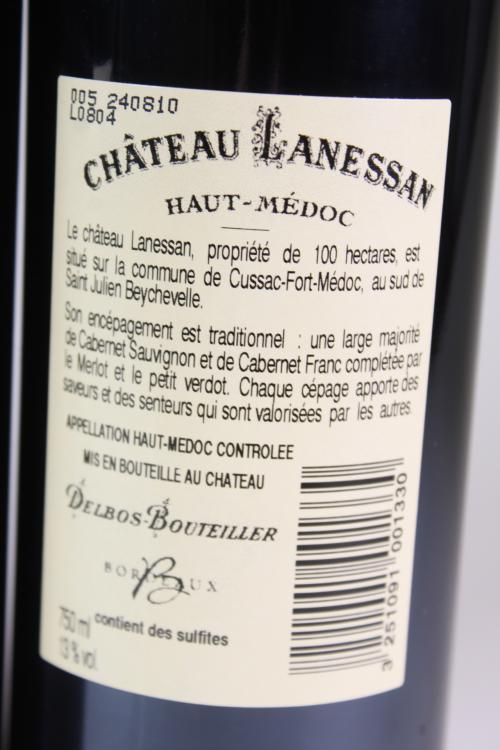 005 240810
L0804
CHÂTEAU LANESSAN
HAUT-MÉDOC
Le château Lanessan, propriété de 100 hectares, est
situé sur la commune de Cussac-Fort-Médoc, au sud de
Saint Julien Beychevelle.
Son encépagement est traditionnel : une large majorité
de Cabernet Sauvignon et de Cabernet Franc complétée par
le Merlot et le petit verdot. Chaque cépage apporte des
saveurs et des senteurs qui sont valorisées par les autres.
APPELLATION HAUT-MEDOC CONTROLEE
MIS EN BOUTEILLE AU CHATEAU
DELBOS-BOUTEILLER
BORDEAUX
750 ml contient des sulfites
13 % vol.
3 251091 001330